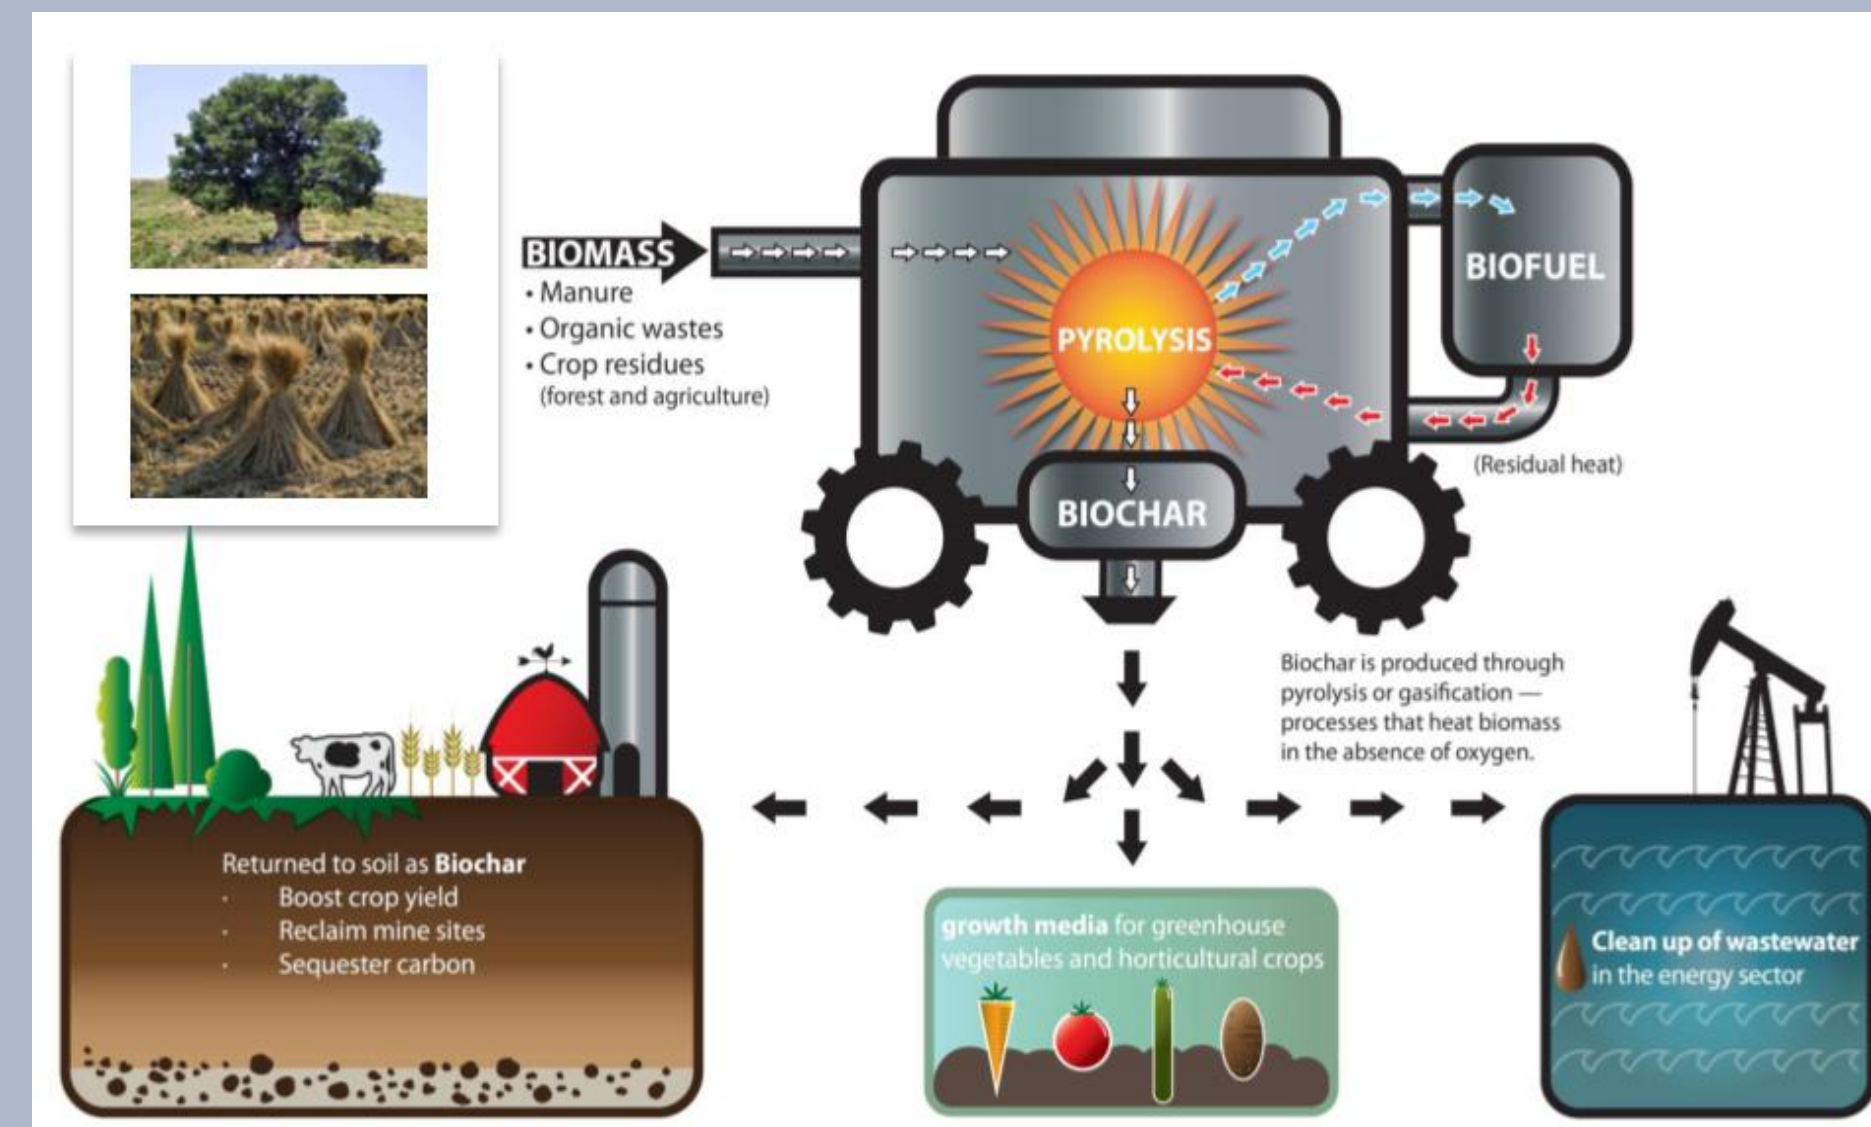 BIOMASS
• Manure
• Organic wastes
• Crop residues
(forest and agriculture)
PYROLYSIS
BIOFUEL
(Residual heat)
BIOCHAR
Biochar is produced through
pyrolysis or gasification —
processes that heat biomass
in the absence of oxygen.
Returned to soil as Biochar
· Boost crop yield
· Reclaim mine sites
· Sequester carbon
growth media for greenhouse
vegetables and horticultural crops
Clean up of wastewater
in the energy sector